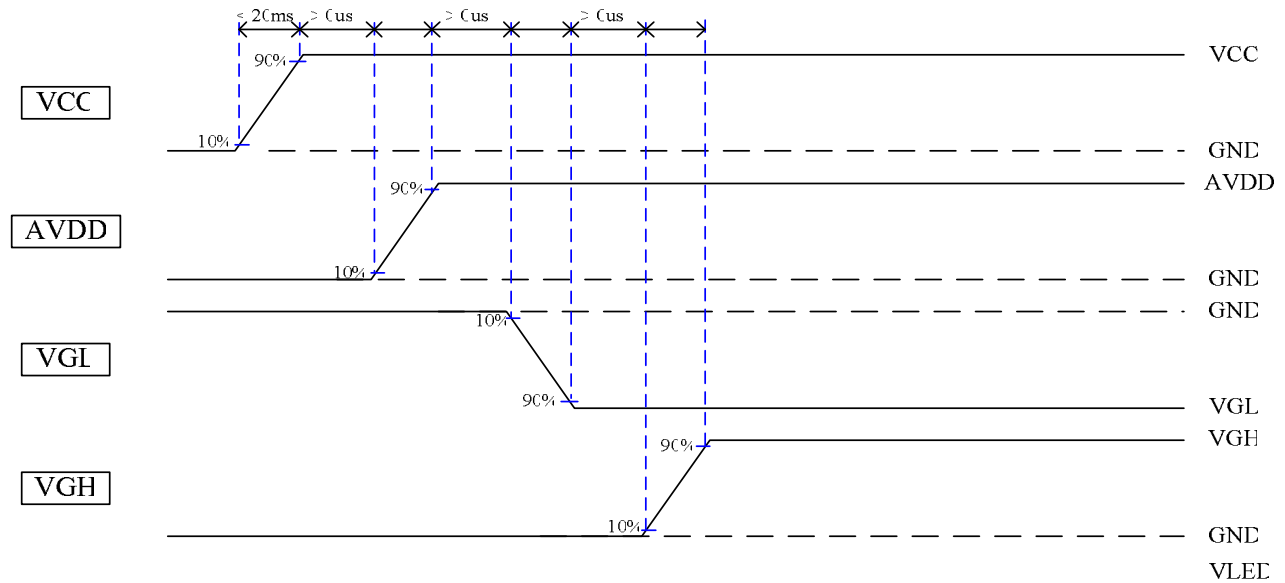 < 20ms > 0us > 0us > 0us
90% VCC
VCC
10% GND
90% AVDD
AVDD
10% GND
10% GND
VGL
90% VGL
90% VGH
VGH
10% GND
VLED